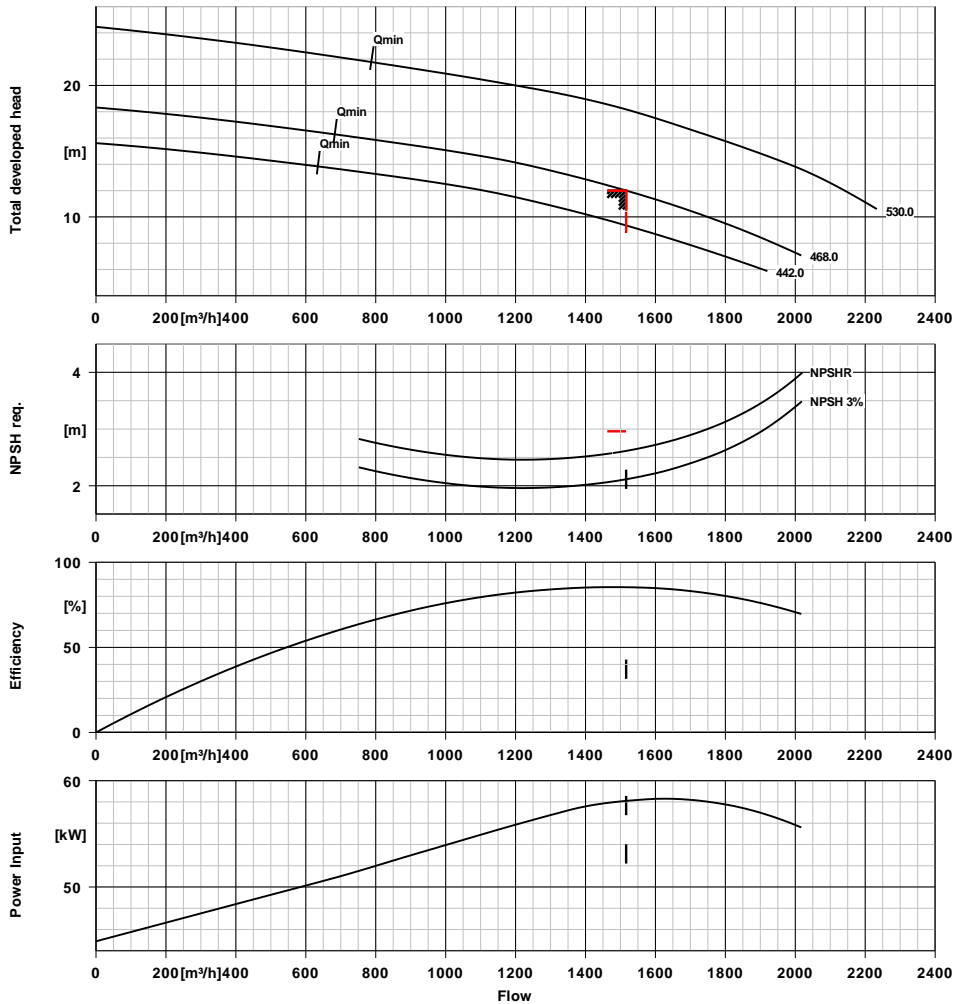 Total developed head
[m]
20
10
Qmin
Qmin
Qmin
530.0
468.0
442.0
0 200 [m³/h] 400 600 800 1000 1200 1400 1600 1800 2000 2200 2400
NPSH req.
[m]
4
2
NPSHR
NPSH 3%
0 200 [m³/h] 400 600 800 1000 1200 1400 1600 1800 2000 2200 2400
Efficiency
[%]
100
50
0
0 200 [m³/h] 400 600 800 1000 1200 1400 1600 1800 2000 2200 2400
Power Input
[kW]
60
50
0 200 [m³/h] 400 600 800 1000 1200 1400 1600 1800 2000 2200 2400
Flow